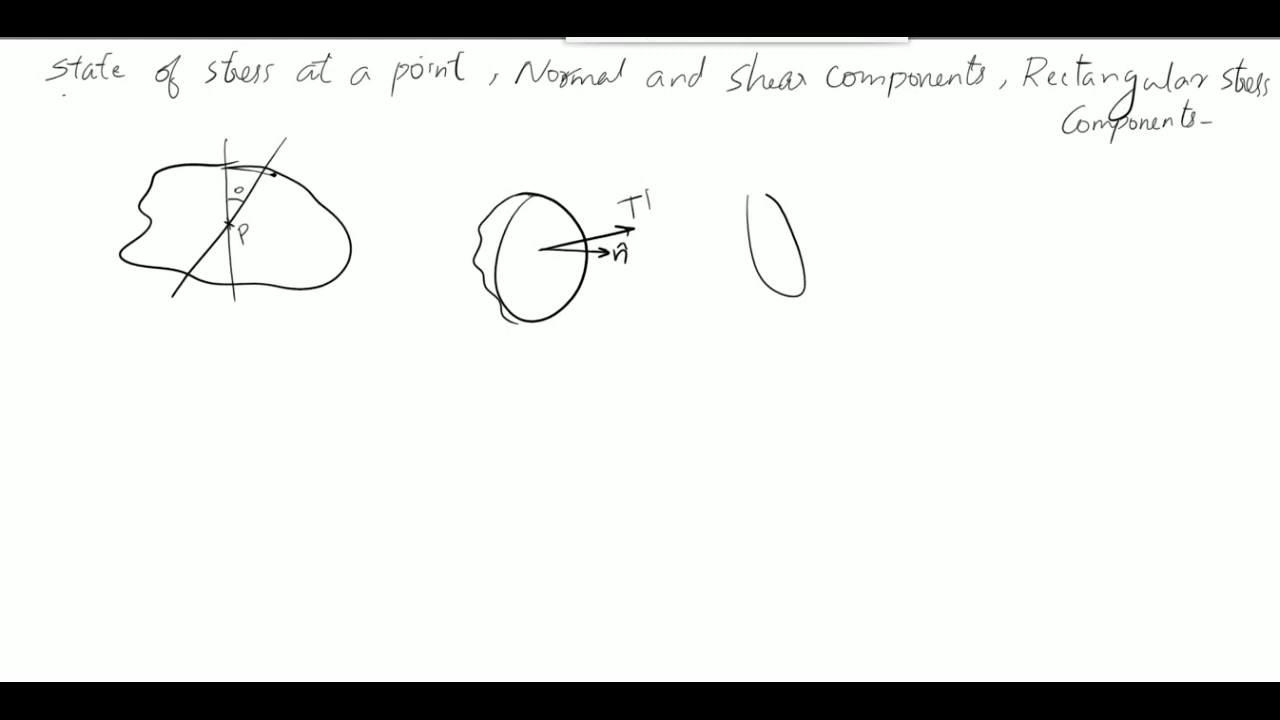 State of stress at a point, Normal and shear components, Rectangular stress
Components-
θ
P
T'
n̂